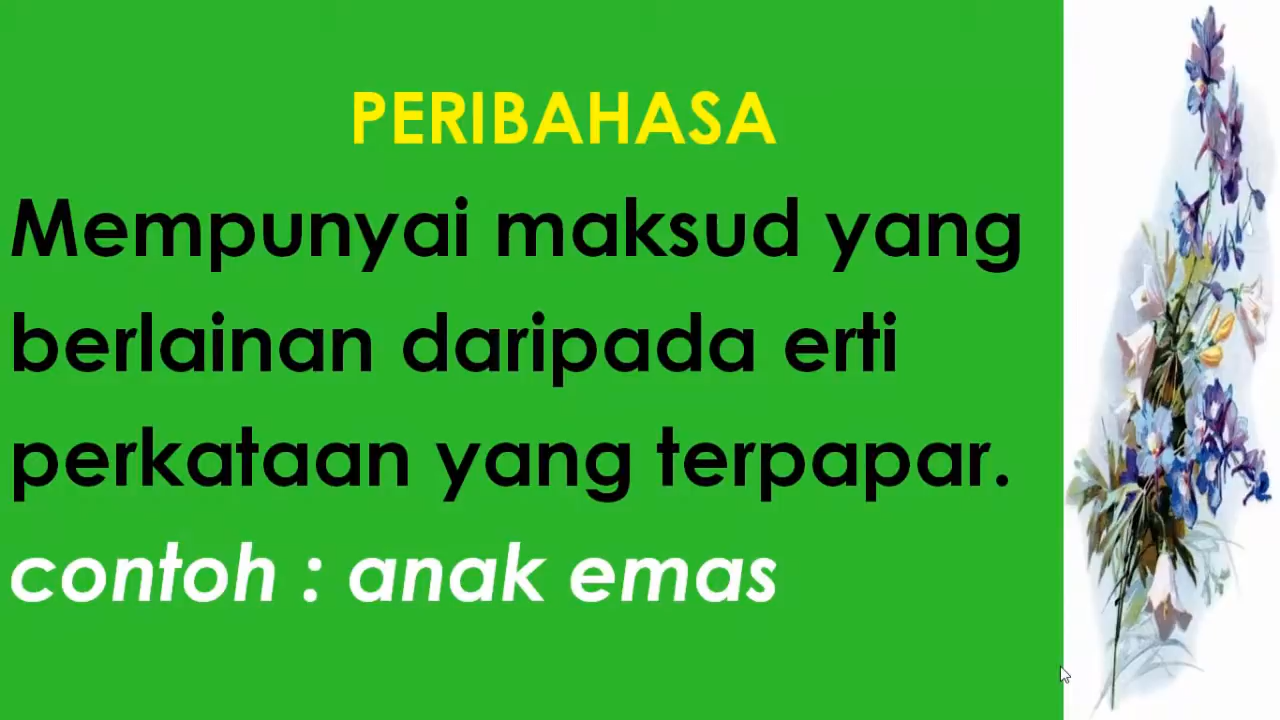 PERIBAHASA
Mempunyai maksud yang
berlainan daripada erti
perkataan yang terpapar.
contoh : anak emas